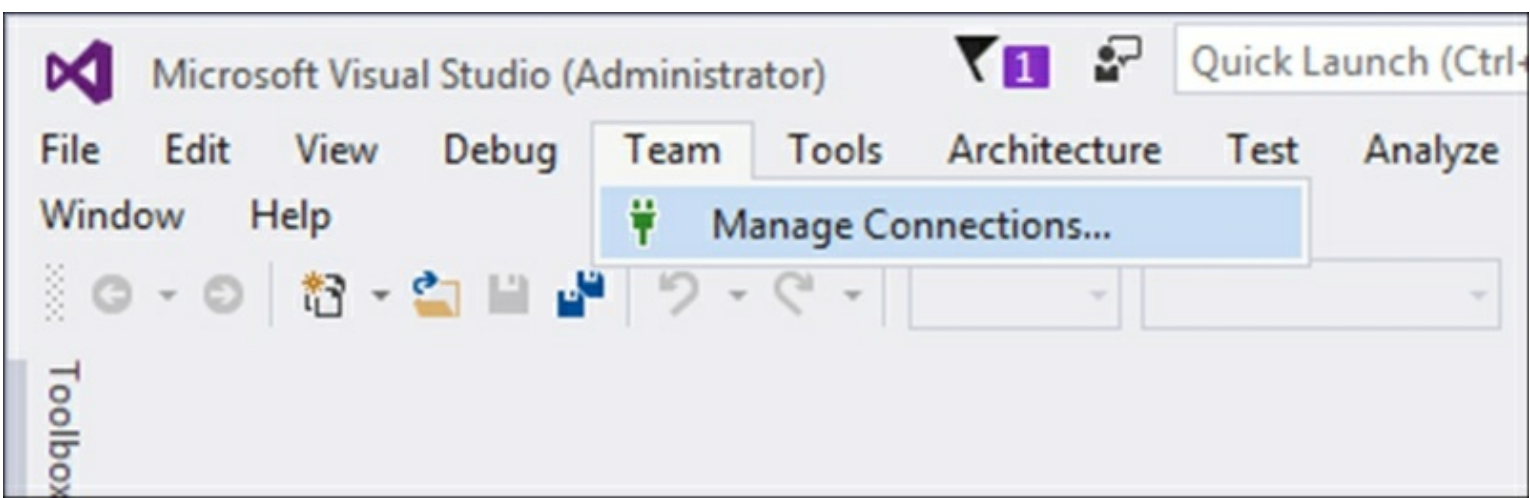 Microsoft Visual Studio (Administrator) 1 Quick Launch (Ctrl+
File Edit View Debug Team Tools Architecture Test Analyze
Window Help Manage Connections...
Toolbox